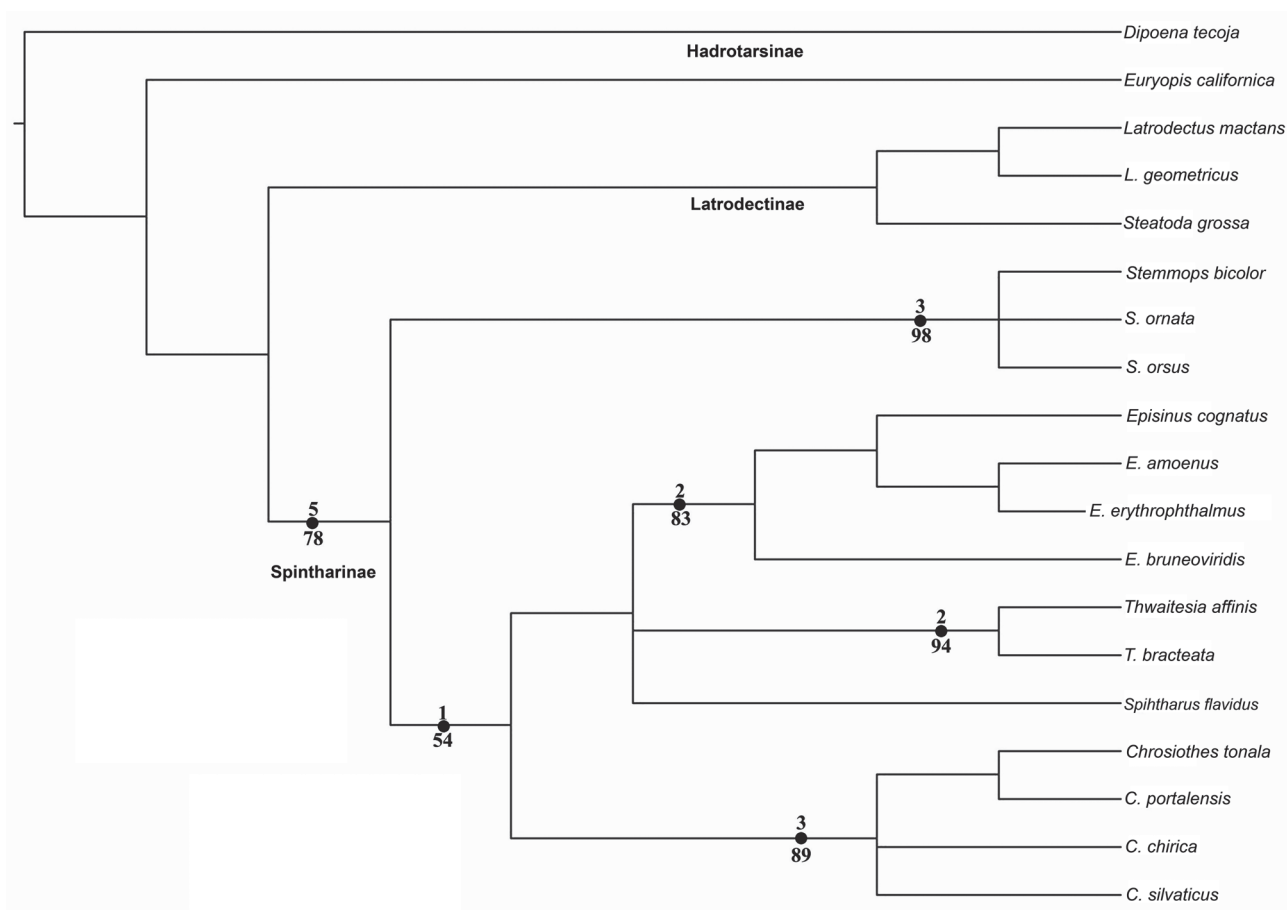 Dipoena tecoja
Hadrotarsinae
Euryopis californica
Latrodectus mactans
L. geometricus
Latrodectinae
Steatoda grossa
Stemmops bicolor
3
S. ornata
98
S. orsus
Episinus cognatus
E. amoenus
2
83
5
E. erythrophthalmus
78
E. bruneoviridis
Spintharinae
Thwaitesia affinis
2
94
T. bracteata
Spihtharus flavidus
1
54
Chrosiothes tonala
C. portalensis
3
89
C. chirica
C. silvaticus